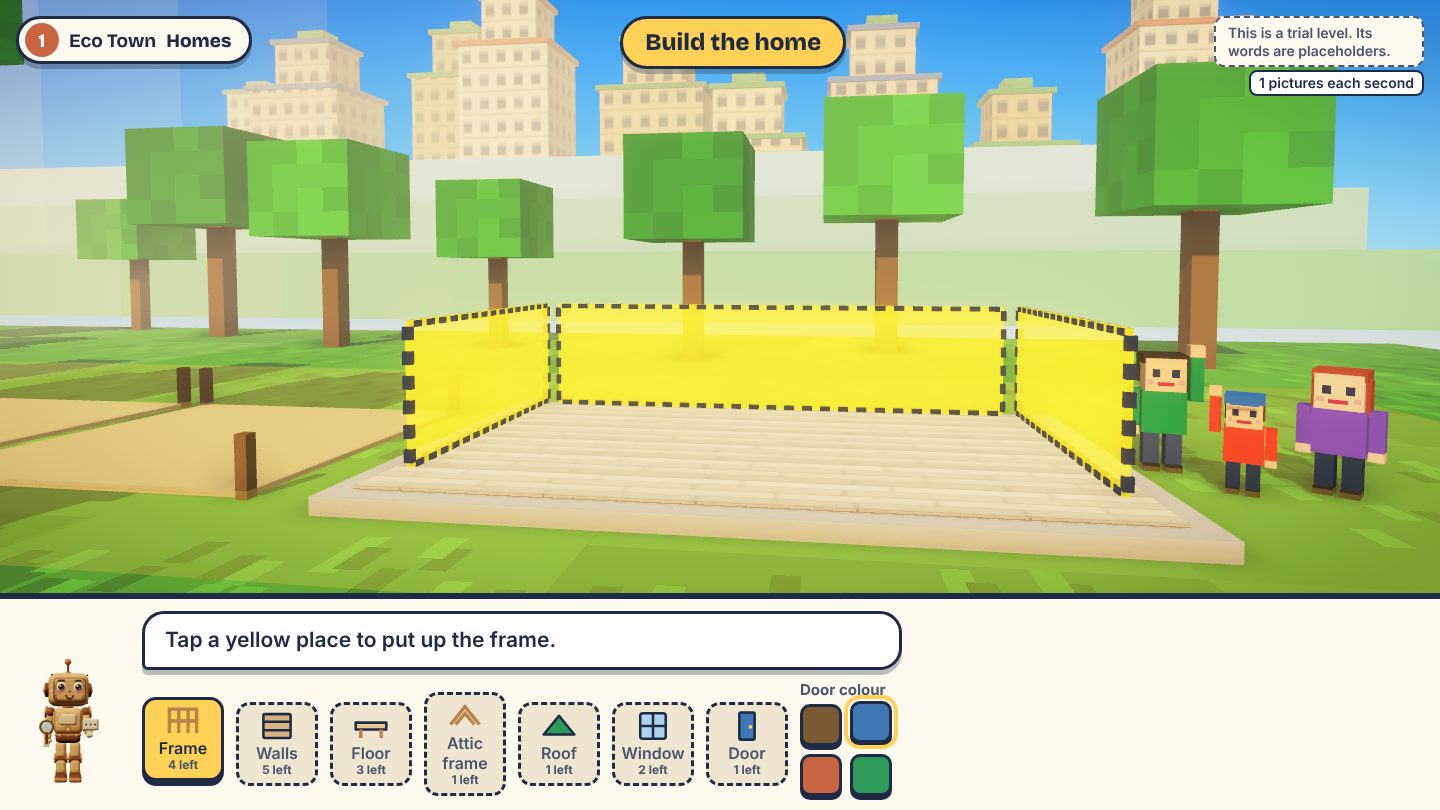 1 Eco Town Homes
Build the home
This is a trial level. Its
words are placeholders.
1 pictures each second
Tap a yellow place to put up the frame.
Door colour
Frame
4 left
Walls
5 left
Floor
3 left
Attic
frame
1 left
Roof
1 left
Window
2 left
Door
1 left